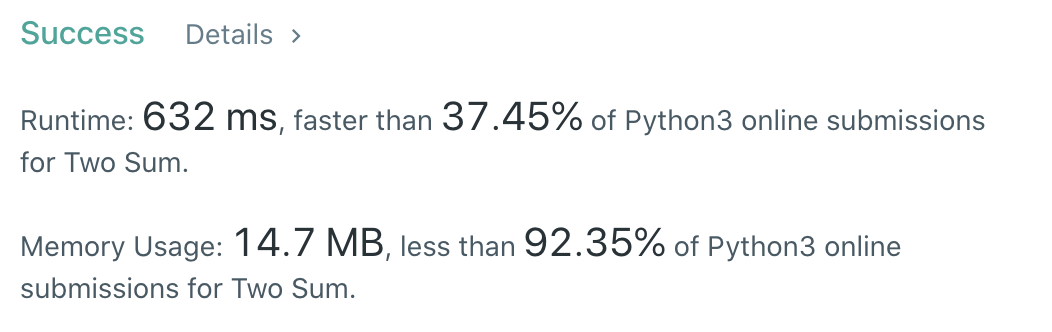 Success Details >
Runtime: 632 ms, faster than 37.45% of Python3 online submissions
for Two Sum.
Memory Usage: 14.7 MB, less than 92.35% of Python3 online
submissions for Two Sum.